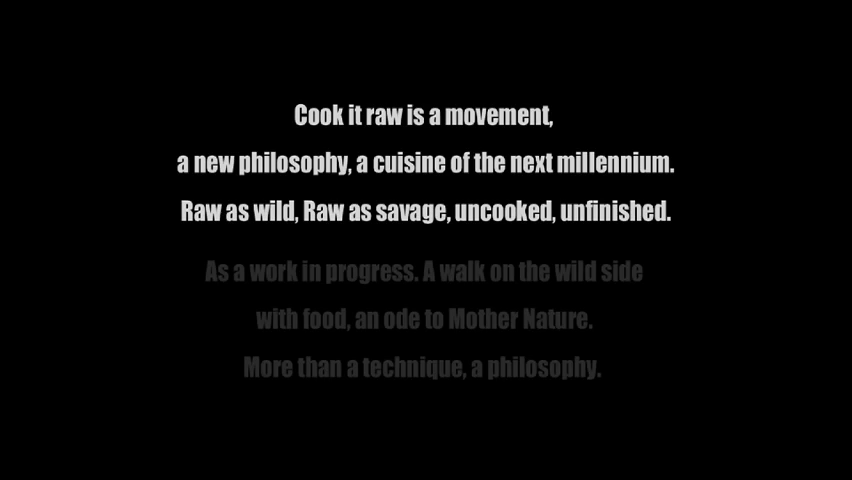 Cook it raw is a movement,
a new philosophy, a cuisine of the next millennium.
Raw as wild, Raw as savage, uncooked, unfinished.
As a work in progress. A walk on the wild side
with food, an ode to Mother Nature.
More than a technique, a philosophy.